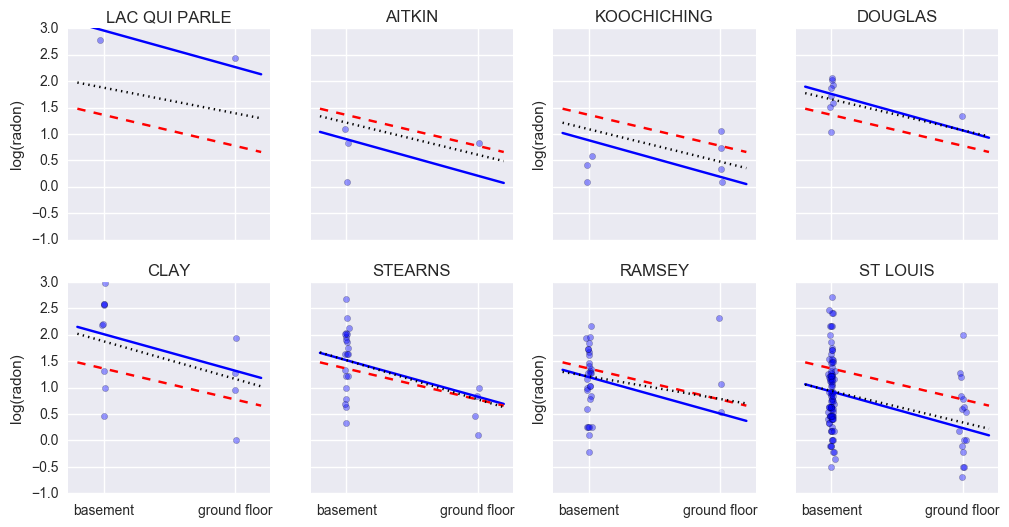 LAC QUI PARLE
AITKIN
KOOCHICHING
DOUGLAS
log(radon)
3.0
2.5
2.0
1.5
1.0
0.5
0.0
−0.5
−1.0
log(radon)
CLAY
STEARNS
RAMSEY
ST LOUIS
log(radon)
3.0
2.5
2.0
1.5
1.0
0.5
0.0
−0.5
−1.0
log(radon)
basement
ground floor
basement
ground floor
basement
ground floor
basement
ground floor